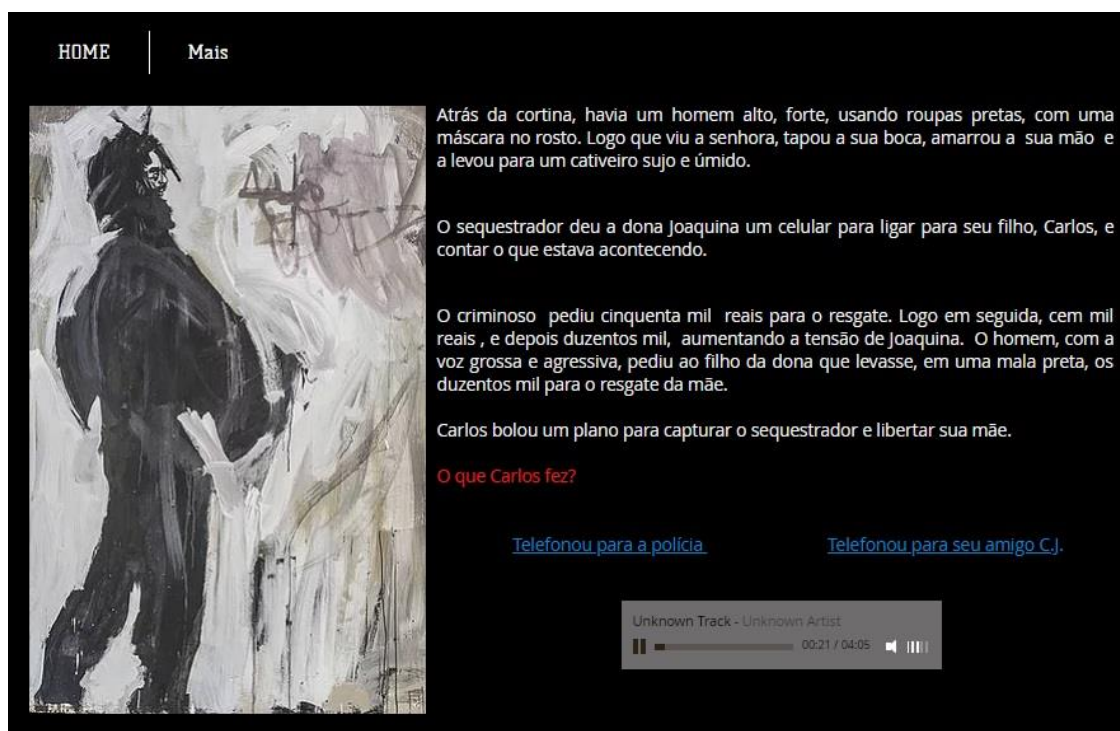 HOME
Mais
Atrás da cortina, havia um homem alto, forte, usando roupas pretas, com uma
máscara no rosto. Logo que viu a senhora, tapou a sua boca, amarrou a sua mão e
a levou para um cativeiro sujo e úmido.
O sequestrador deu a dona Joaquina um celular para ligar para seu filho, Carlos, e
contar o que estava acontecendo.
O criminoso pediu cinquenta mil reais para o resgate. Logo em seguida, cem mil
reais , e depois duzentos mil, aumentando a tensão de Joaquina. O homem, com a
voz grossa e agressiva, pediu ao filho da dona que levasse, em uma mala preta, os
duzentos mil para o resgate da mãe.
Carlos bolou um plano para capturar o sequestrador e libertar sua mãe.
O que Carlos fez?
Telefonou para a polícia
Telefonou para seu amigo C.J.
Unknown Track - Unknown Artist
00:21 / 04:05